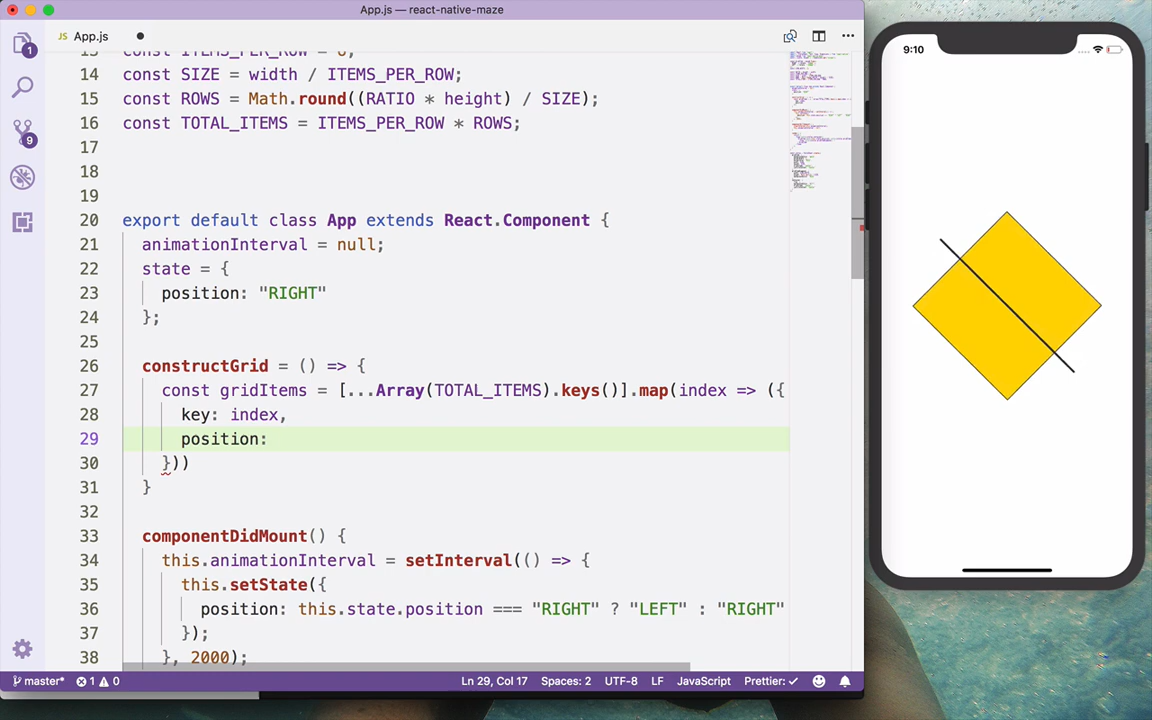 App.js — react-native-maze
JS App.js
14 const SIZE = width / ITEMS_PER_ROW;
15 const ROWS = Math.round((RATIO * height) / SIZE);
16 const TOTAL_ITEMS = ITEMS_PER_ROW * ROWS;
17
18
19
20 export default class App extends React.Component {
21 animationInterval = null;
22 state = {
23 position: "RIGHT"
24 };
25
26 constructGrid = () => {
27 const gridItems = [...Array(TOTAL_ITEMS).keys()].map(index => ({
28 key: index,
29 position:
30 }))
31 }
32
33 componentDidMount() {
34 this.animationInterval = setInterval(() => {
35 this.setState({
36 position: this.state.position === "RIGHT" ? "LEFT" : "RIGHT"
37 });
38 }, 2000);
1
9
master* 1 0 Ln 29, Col 17 Spaces: 2 UTF-8 LF JavaScript Prettier: ✓
9:10